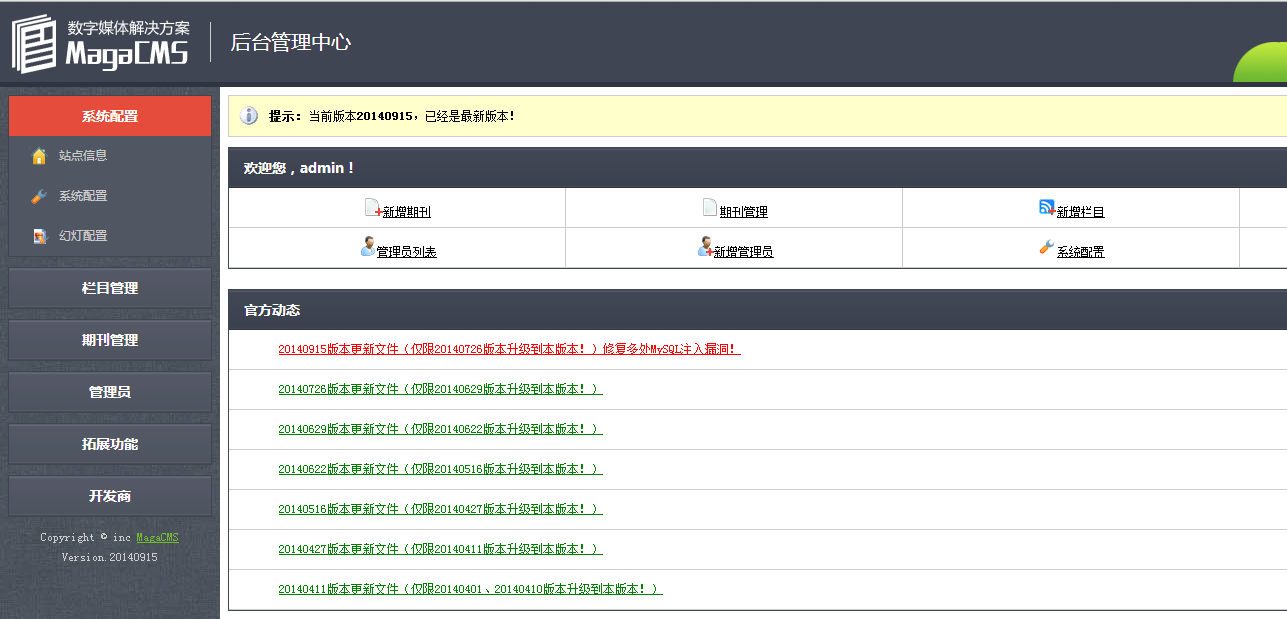 数字媒体解决方案
MagaCMS
后台管理中心
系统配置
站点信息
系统配置
幻灯配置
栏目管理
期刊管理
管理员
拓展功能
开发商
Copyright © inc MagaCMS
Version.20140915
提示：当前版本20140915，已经是最新版本！
欢迎您，admin！
新增期刊
期刊管理
新增栏目
管理员列表
新增管理员
系统配置
官方动态
20140915版本更新文件（仅限20140726版本升级到本版本！）修复多处MySQL注入漏洞！
20140726版本更新文件（仅限20140629版本升级到本版本！）
20140629版本更新文件（仅限20140622版本升级到本版本！）
20140622版本更新文件（仅限20140516版本升级到本版本！）
20140516版本更新文件（仅限20140427版本升级到本版本！）
20140427版本更新文件（仅限20140411版本升级到本版本！）
20140411版本更新文件（仅限20140401、20140410版本升级到本版本！）